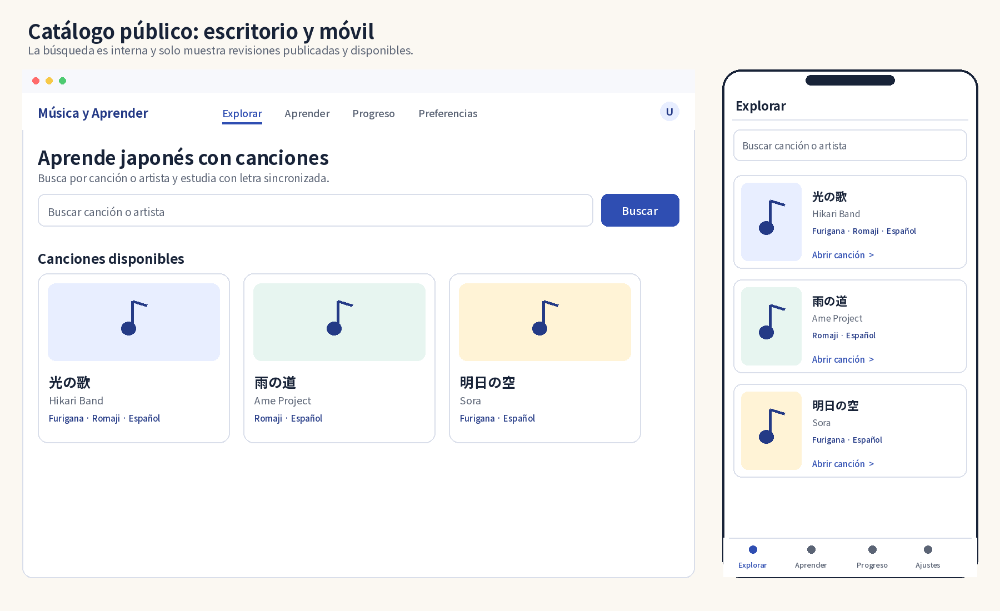 Catálogo público: escritorio y móvil
La búsqueda es interna y solo muestra revisiones publicadas y disponibles.
Música y Aprender
Explorar
Aprender
Progreso
Preferencias
U
Aprende japonés con canciones
Busca por canción o artista y estudia con letra sincronizada.
Buscar canción o artista
Buscar
Canciones disponibles
光の歌
Hikari Band
Furigana · Romaji · Español
雨の道
Ame Project
Romaji · Español
明日の空
Sora
Furigana · Español
Explorar
Buscar canción o artista
光の歌
Hikari Band
Furigana · Romaji · Español
Abrir canción >
雨の道
Ame Project
Romaji · Español
Abrir canción >
明日の空
Sora
Furigana · Español
Abrir canción >
Explorar
Aprender
Progreso
Ajustes